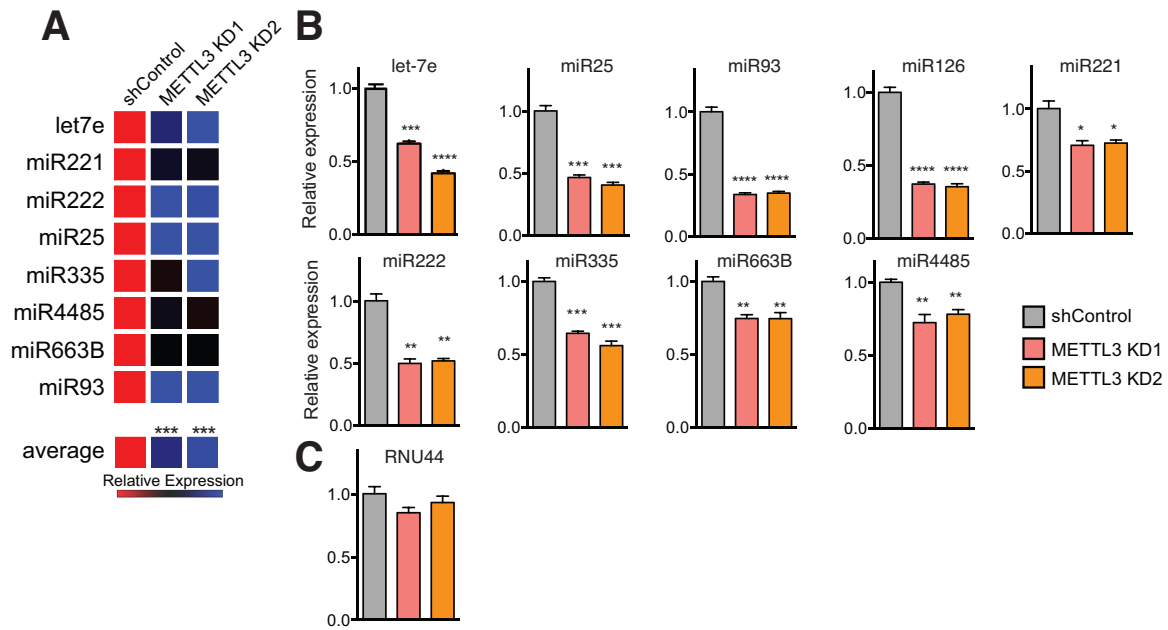 A
shControl
METTL3 KD1
METTL3 KD2
let7e
miR221
miR222
miR25
miR335
miR4485
miR663B
miR93
*** ***
average
Relative Expression
B
Relative expression
let-7e
1.0
0.5
0.0
***
****
miR25
1.0
0.5
0.0
*** ***
miR93
1.0
0.5
0.0
**** ****
miR126
1.0
0.5
0.0
**** ****
miR221
1.0
0.5
0.0
* *
Relative expression
miR222
1.0
0.5
0.0
** **
miR335
1.0
0.5
0.0
***
***
miR663B
1.0
0.5
0.0
** **
miR4485
1.0
0.5
0.0
** **
shControl
METTL3 KD1
METTL3 KD2
C
RNU44
1.0
0.5
0.0